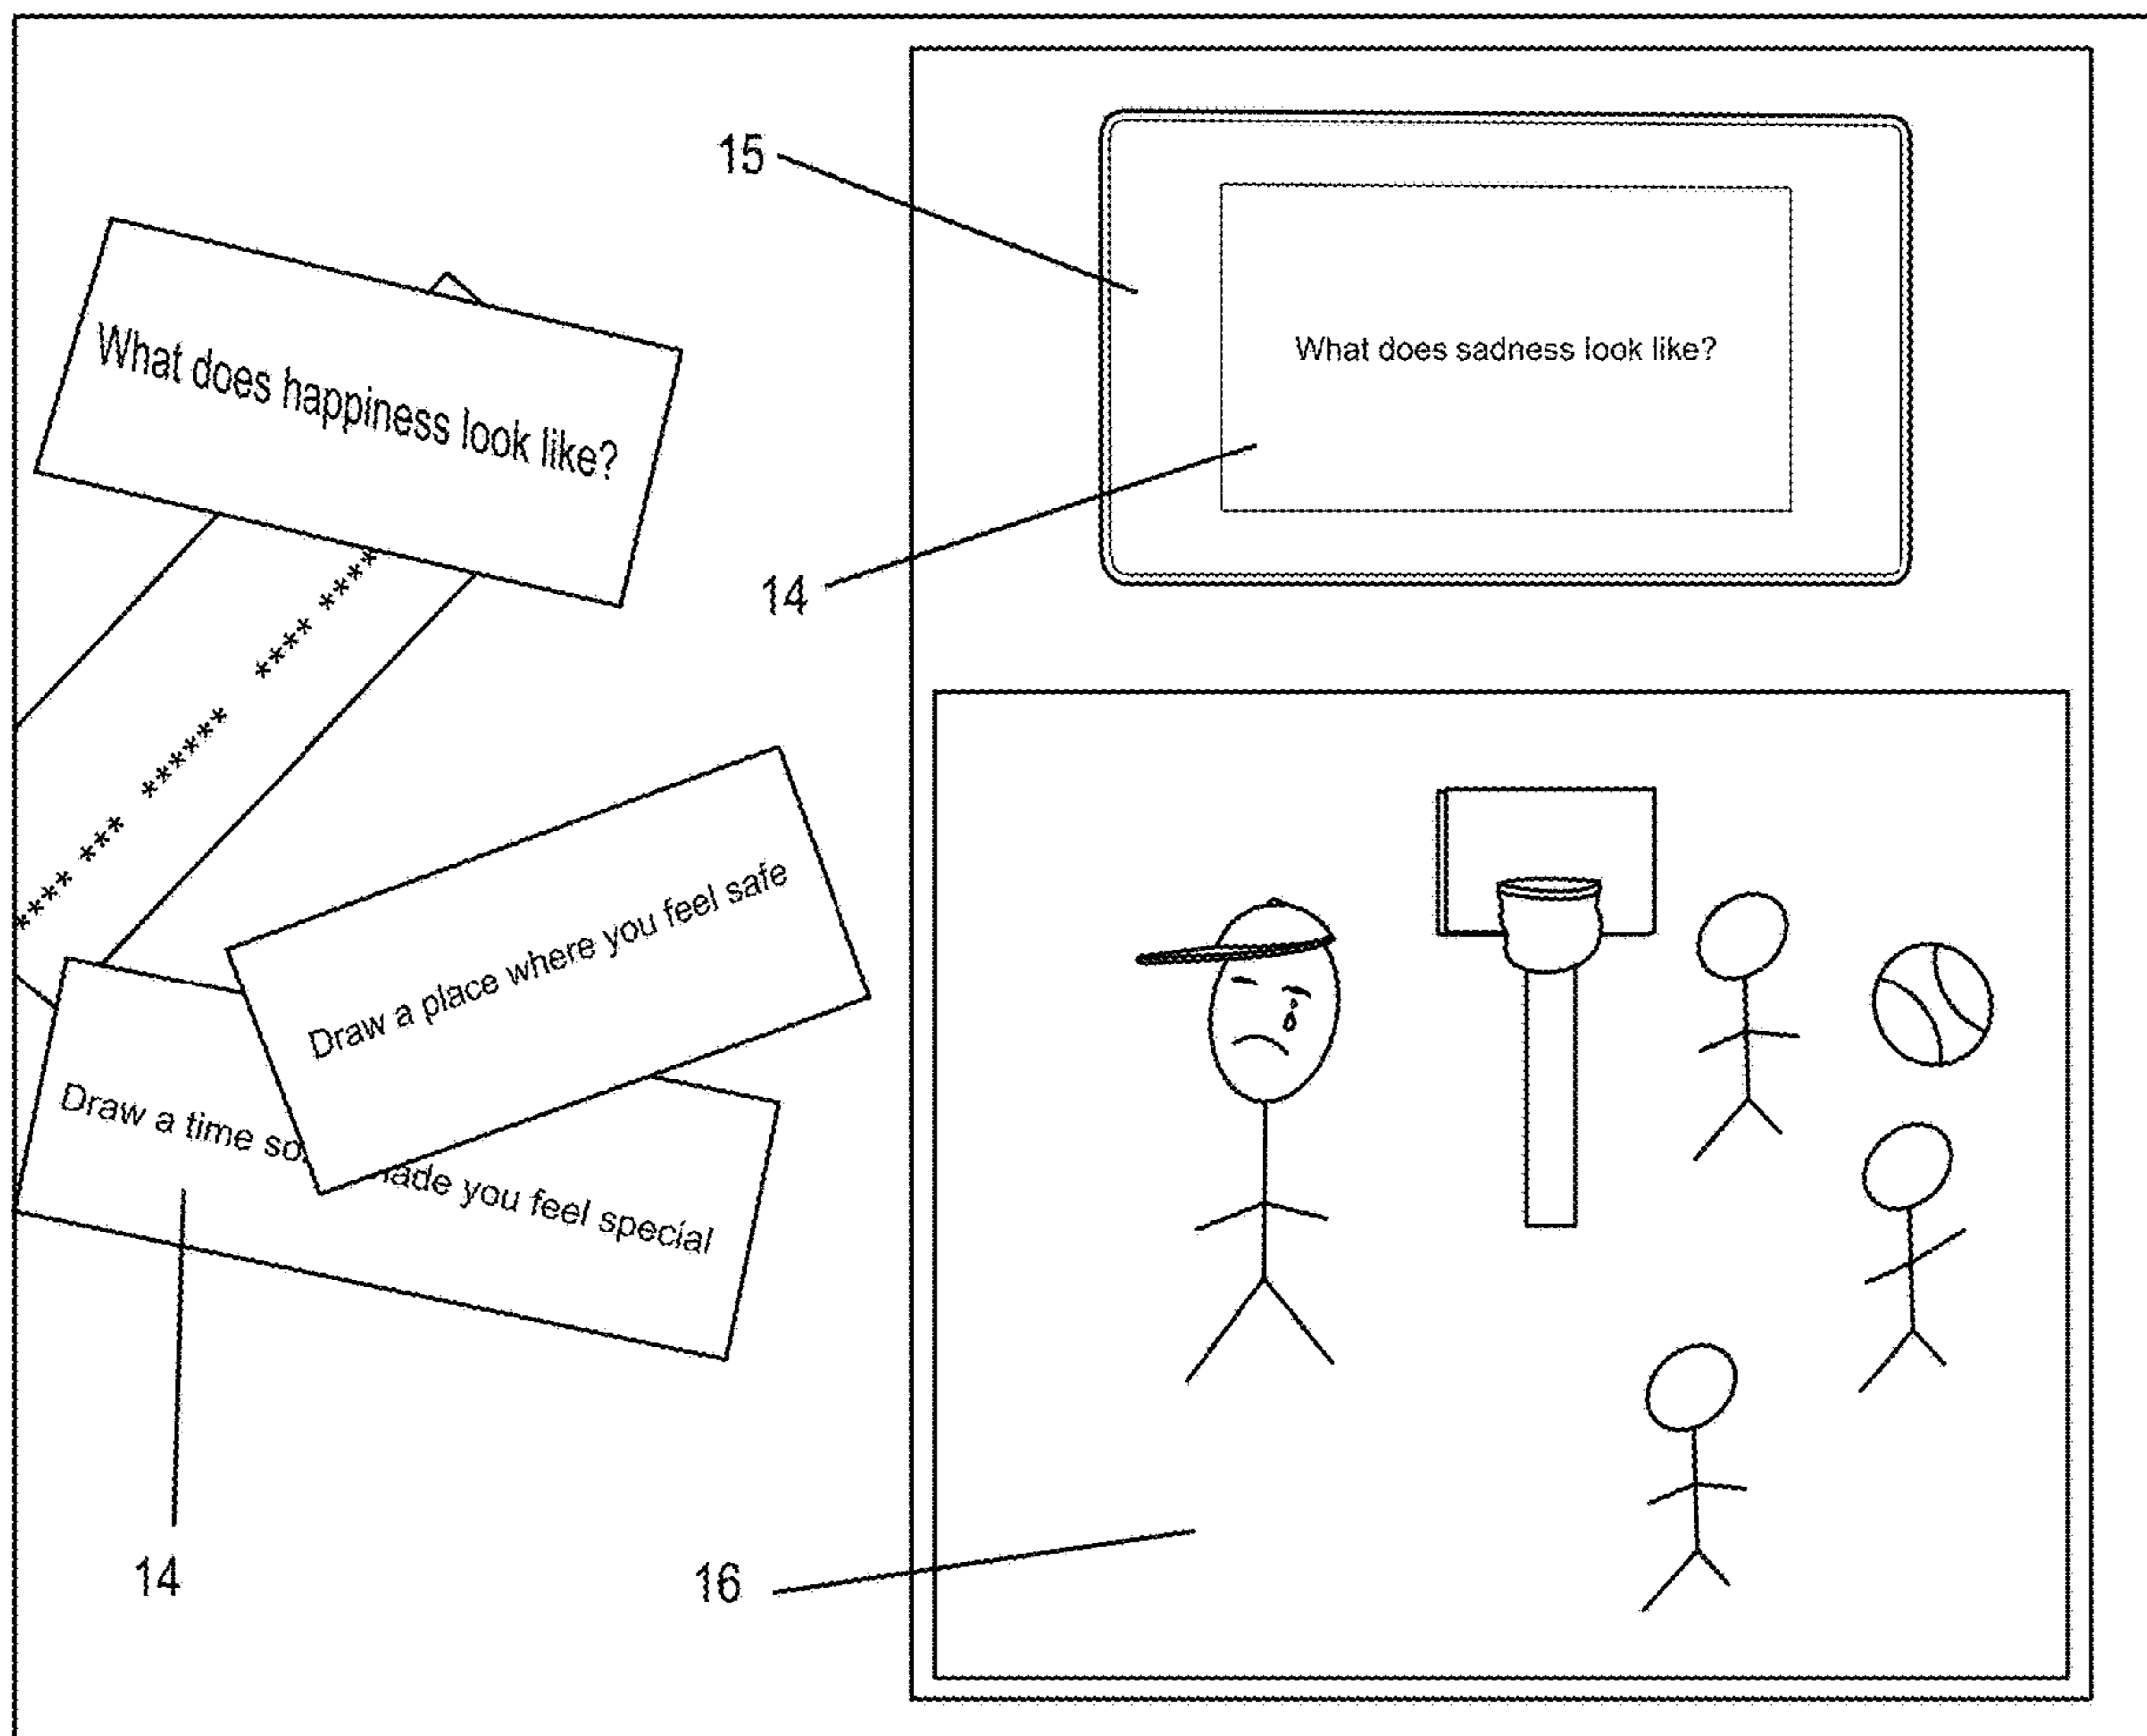 15
What does sadness look like?
What does happiness look like?
14
**** *** ****** **** ****
Draw a place where you feel safe
Draw a time so ade you feel special
14
16